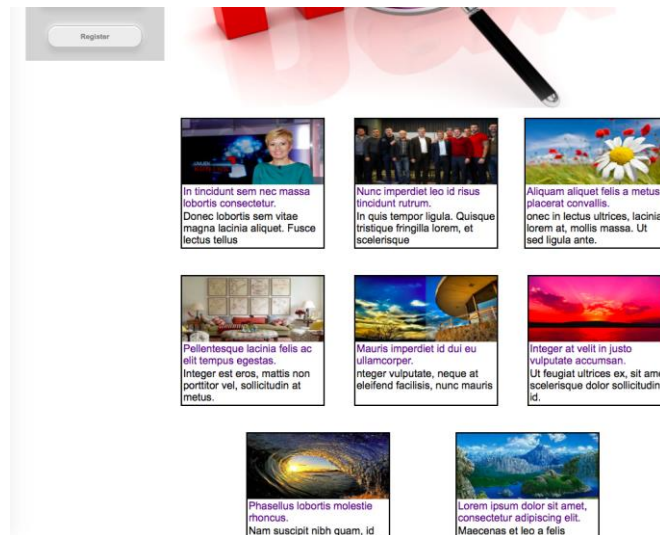 Register
In tincidunt sem nec massa
lobortis consectetur.
Donec lobortis sem vitae
magna lacinia aliquet. Fusce
lectus tellus
Nunc imperdiet leo id risus
tincidunt rutrum.
In quis tempor ligula. Quisque
tristique fringilla lorem, et
scelerisque
Aliquam aliquet felis a metus
placerat convallis.
onec in lectus ultrices, lacinia
lorem at, mollis massa. Ut
sed ligula ante.
Pellentesque lacinia felis ac
elit tempus egestas.
Integer est eros, mattis non
porttitor vel, sollicitudin at
metus.
Mauris imperdiet id dui eu
ullamcorper.
nteger vulputate, neque at
eleifend facilisis, nunc mauris
Integer at velit in justo
vulputate accumsan.
Ut feugiat ultrices ex, sit ame
scelerisque dolor sollicitudin
id.
Phasellus lobortis molestie
rhoncus.
Nam suscipit nibh quam, id
Lorem ipsum dolor sit amet,
consectetur adipiscing elit.
Maecenas et leo a felis